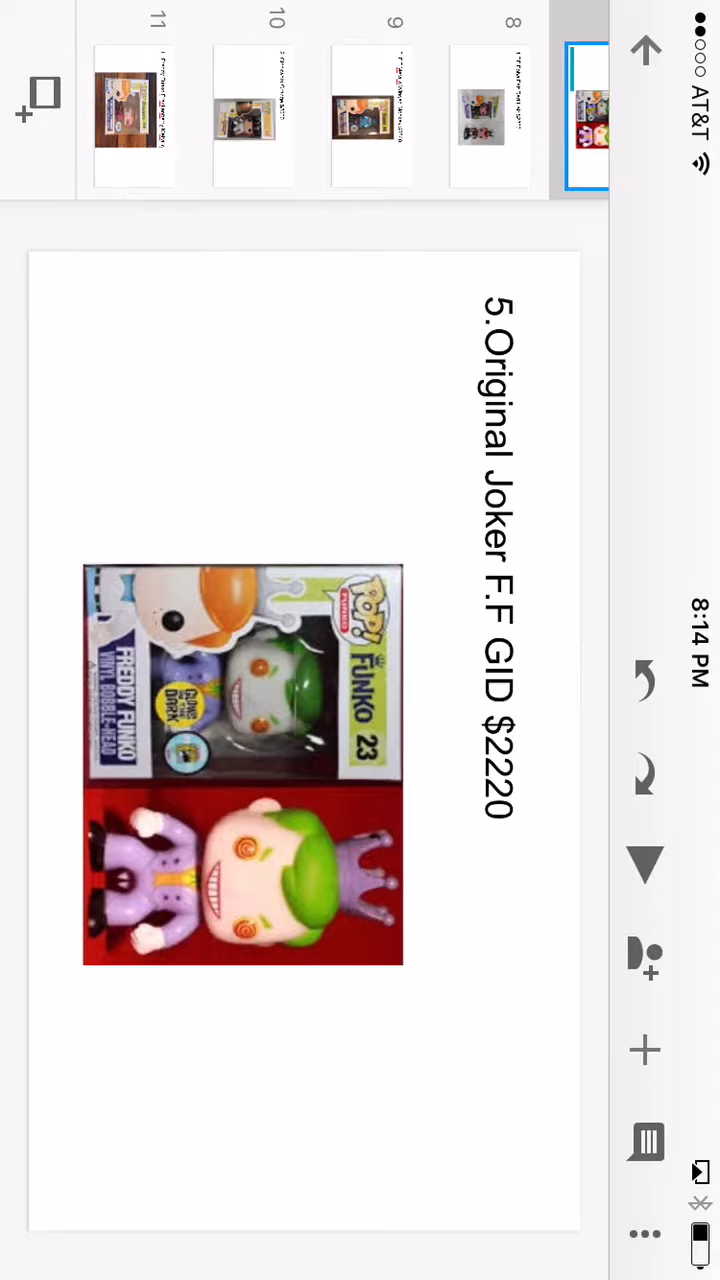 AT&T
8:14 PM
8
9
10
11
5.Original Joker F.F GID $2220
POP!
FUNKO
FUNKO
23
GLOWS
IN THE
DARK
FREDDY FUNKO
VINYL BOBBLE-HEAD